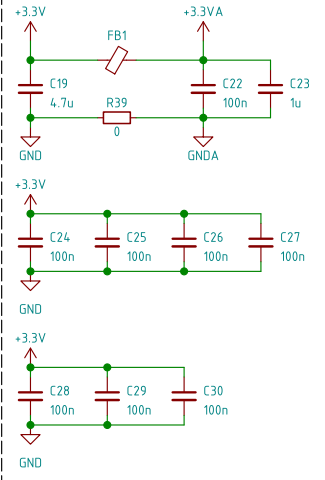 +3.3V
+3.3VA
FB1
C19
4.7u
R39
0
C22
100n
C23
1u
GND
GNDA
+3.3V
C24
100n
C25
100n
C26
100n
C27
100n
GND
+3.3V
C28
100n
C29
100n
C30
100n
GND